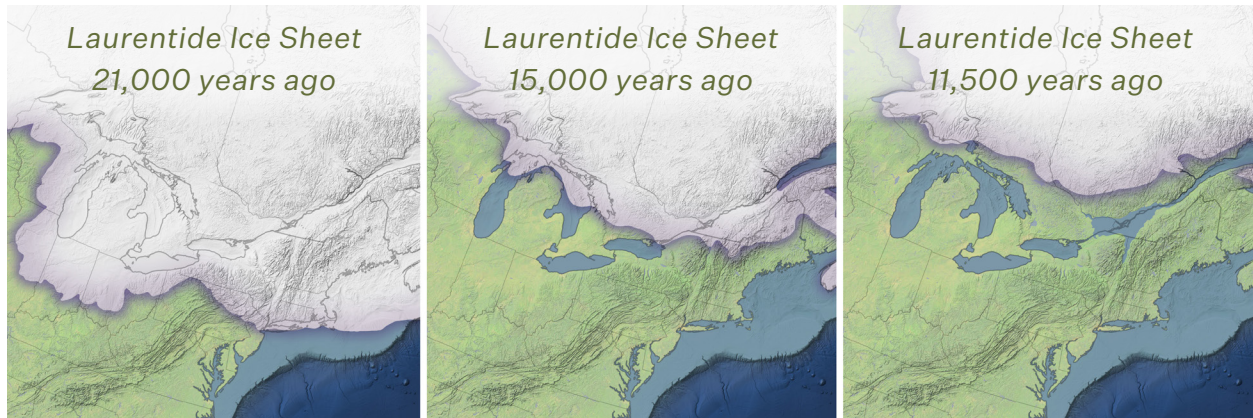 Laurentide Ice Sheet
21,000 years ago
Laurentide Ice Sheet
15,000 years ago
Laurentide Ice Sheet
11,500 years ago